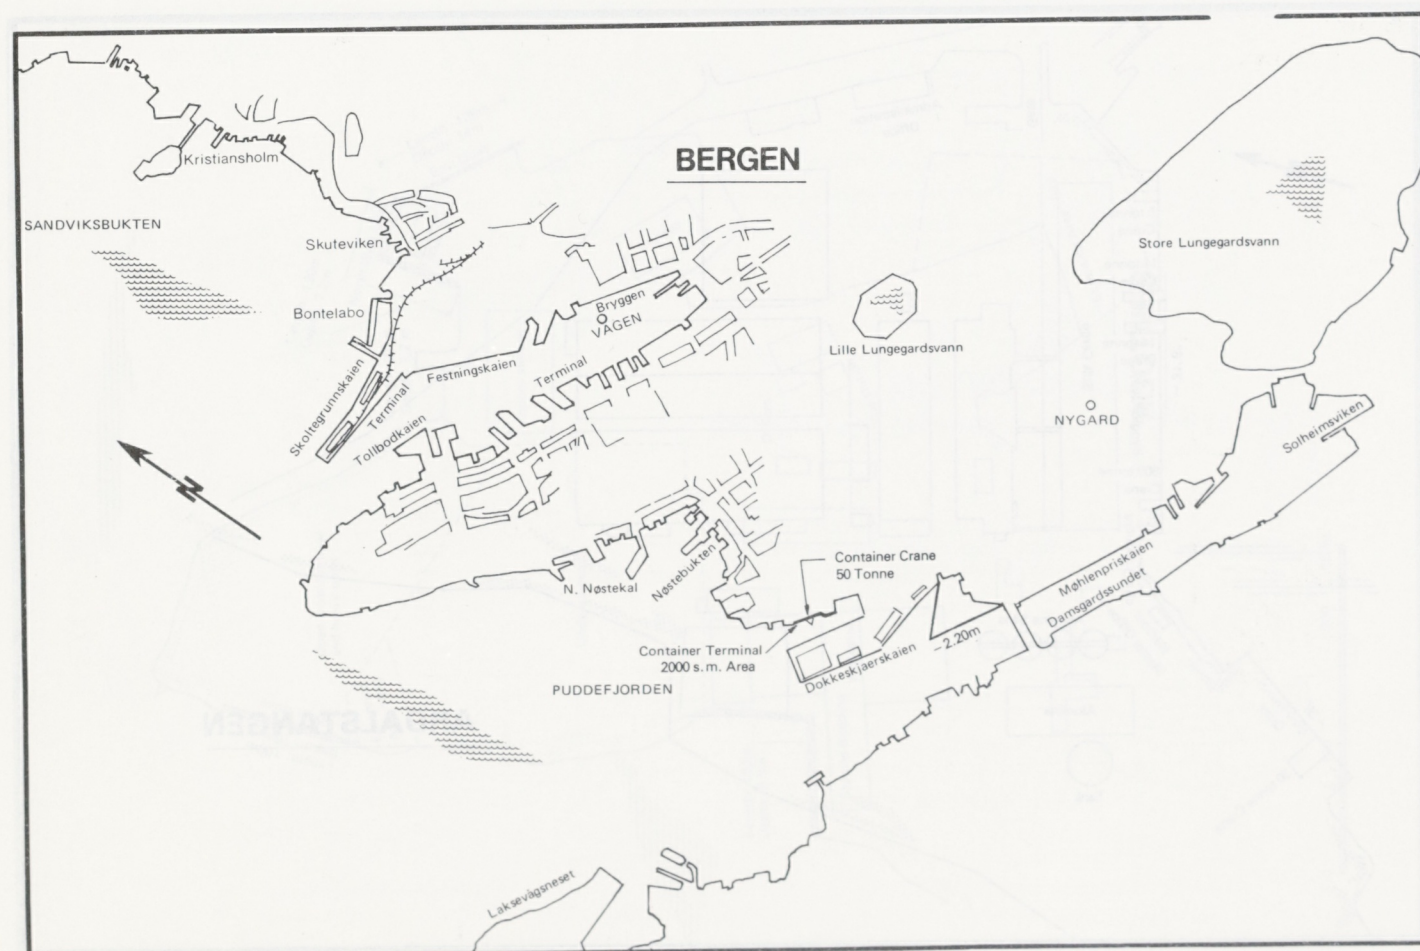 BERGEN
Kristiansholm
SANDVIKSBUKTEN
Skuteviken
Store Lungegardsvann
Bontelabo
Bryggen
VÅGEN
Lille Lungegardsvann
Festningskaien
Terminal
Skoltegrunnskaien
Terminal
Tollbodkaien
NYGARD
Solheimsviken
N
Container Crane
50 Tonne
N. Nøstekal
Nøstebukten
Møhlenpriskaien
Damsgardssundet
Container Terminal
2000 s.m. Area
-2.20m
Dokkeskjaerskaien
PUDDEFJORDEN
Laksevågsneset